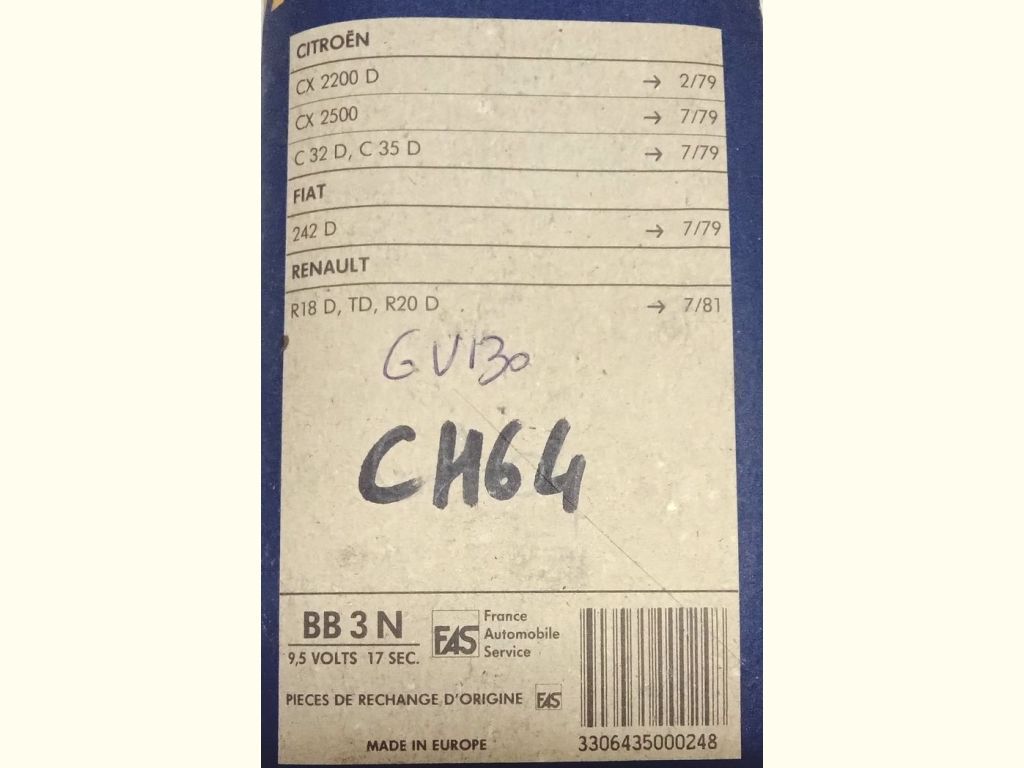 CITROËN
CX 2200 D → 2/79
CX 2500 → 7/79
C 32 D, C 35 D → 7/79
FIAT
242 D → 7/79
RENAULT
R18 D, TD, R20 D → 7/81
GV130
CH64
BB 3 N
9,5 VOLTS 17 SEC.
FAS
France
Automobile
Service
PIECES DE RECHANGE D'ORIGINE FAS
MADE IN EUROPE
3306435000248